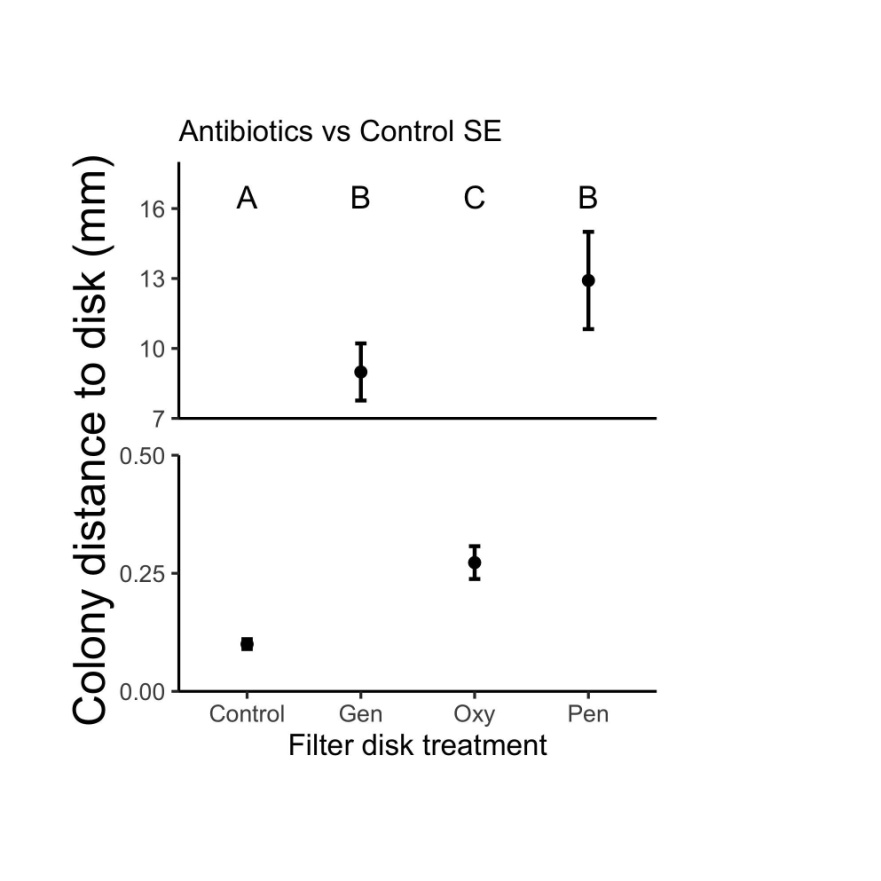 Antibiotics vs Control SE
Colony distance to disk (mm)
A B C B
16
13
10
7
0.50
0.25
0.00
Control Gen Oxy Pen
Filter disk treatment